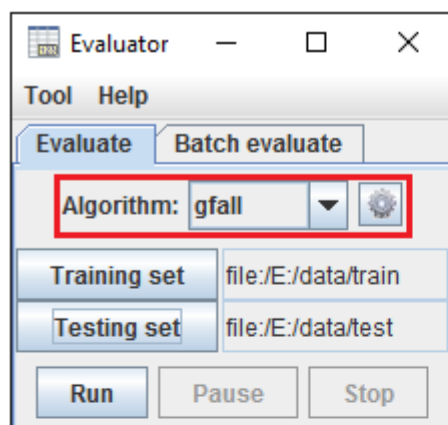 Evaluator
Tool Help
Evaluate Batch evaluate
Algorithm: gfall
Training set file:/E:/data/train
Testing set file:/E:/data/test
Run Pause Stop